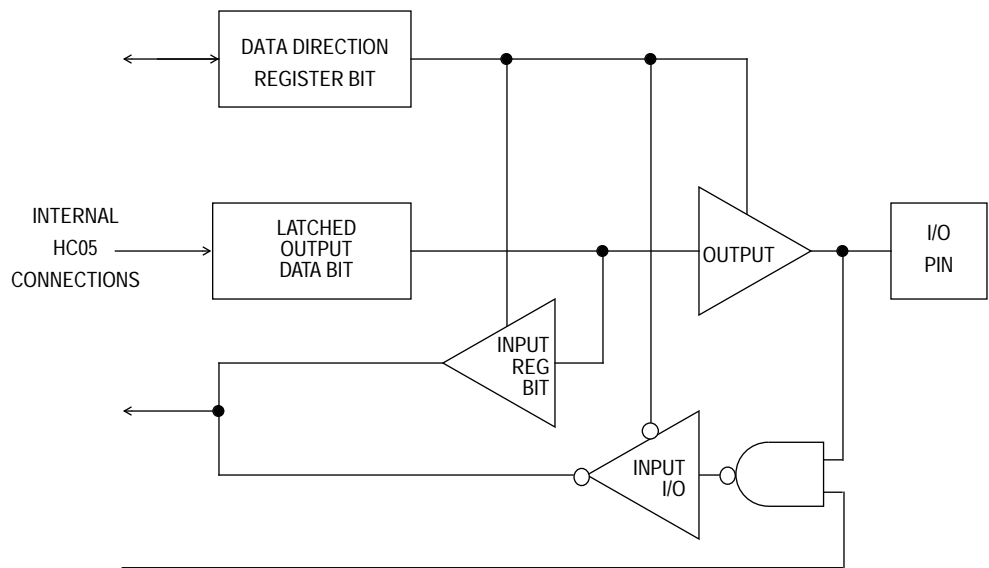 DATA DIRECTION
REGISTER BIT
INTERNAL
HC05
CONNECTIONS
LATCHED
OUTPUT
DATA BIT
OUTPUT
I/O
PIN
INPUT
REG
BIT
INPUT
I/O